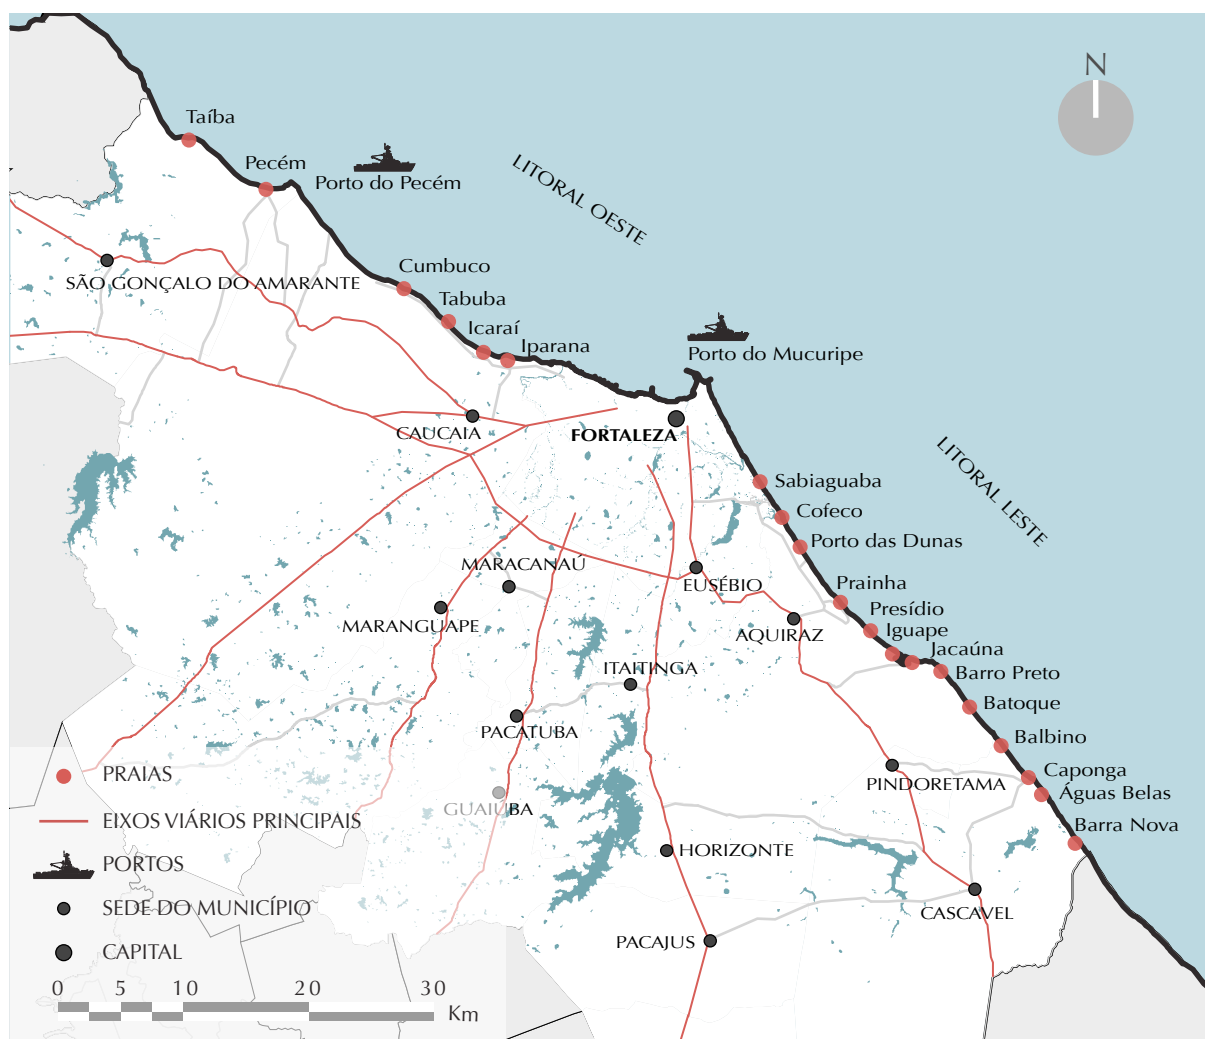 N
Taíba
Pecém
Porto do Pecém
LITORAL OESTE
SÃO GONÇALO DO AMARANTE
Cumbuco
Tabuba
Icaraí
Iparana
Porto do Mucuripe
CAUCAIA
FORTALEZA
LITORAL LESTE
Sabiaguaba
Cofeco
Porto das Dunas
MARACANAÚ
EUSÉBIO
Prainha
Presídio
MARANGUAPE
AQUIRAZ
Iguape
Jacaúna
ITAITINGA
Barro Preto
Batoque
PACATUBA
Balbino
PRAIAS
PINDORETAMA
Caponga
Águas Belas
GUAIÚBA
EIXOS VIÁRIOS PRINCIPAIS
Barra Nova
PORTOS
HORIZONTE
SEDE DO MUNICÍPIO
CASCAVEL
CAPITAL
PACAJUS
0 5 10 20 30
Km